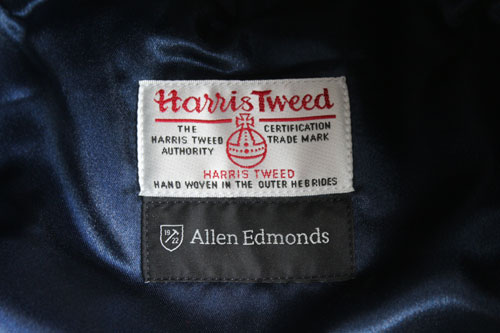 Harris Tweed
THE CERTIFICATION
HARRIS TWEED TRADE MARK
AUTHORITY
HARRIS TWEED
HAND WOVEN IN THE OUTER HEBRIDES
19
22
Allen Edmonds